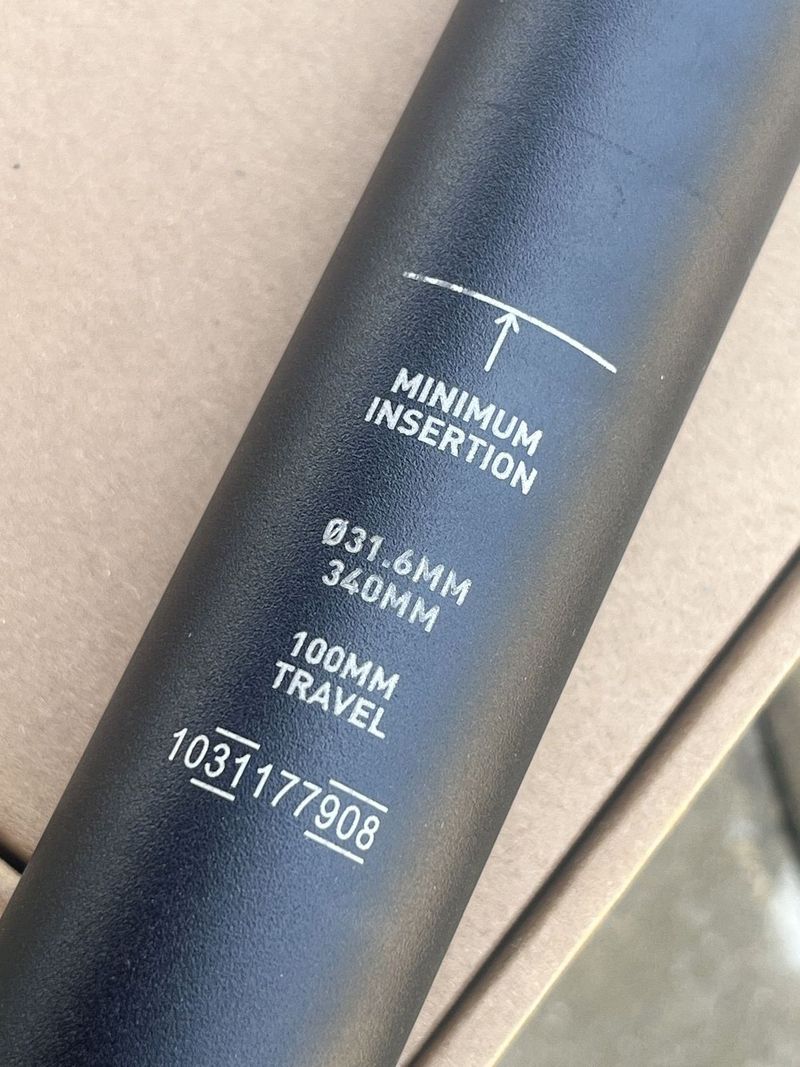 MINIMUM
INSERTION
Ø31.6MM
340MM
100MM
TRAVEL
1031177908